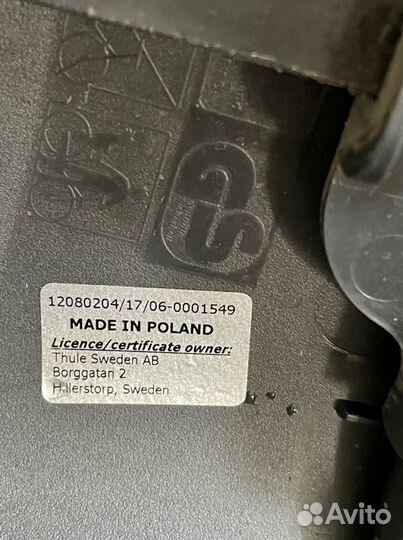 12080204/17/06-0001549
MADE IN POLAND
Licence/certificate owner:
Thule Sweden AB
Borggatan 2
Hillerstorp, Sweden
Avito